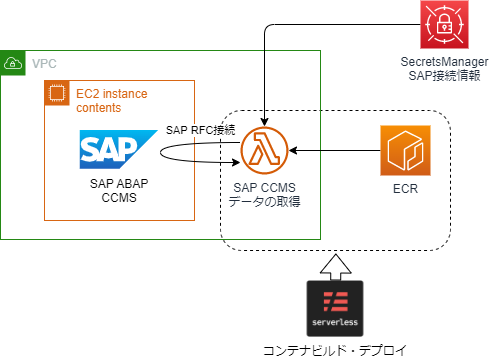 SecretsManager
SAP接続情報
VPC
EC2 instance
contents
SAP RFC接続
SAP
SAP ABAP
CCMS
SAP CCMS
データの取得
ECR
serverless
コンテナビルド・デプロイ